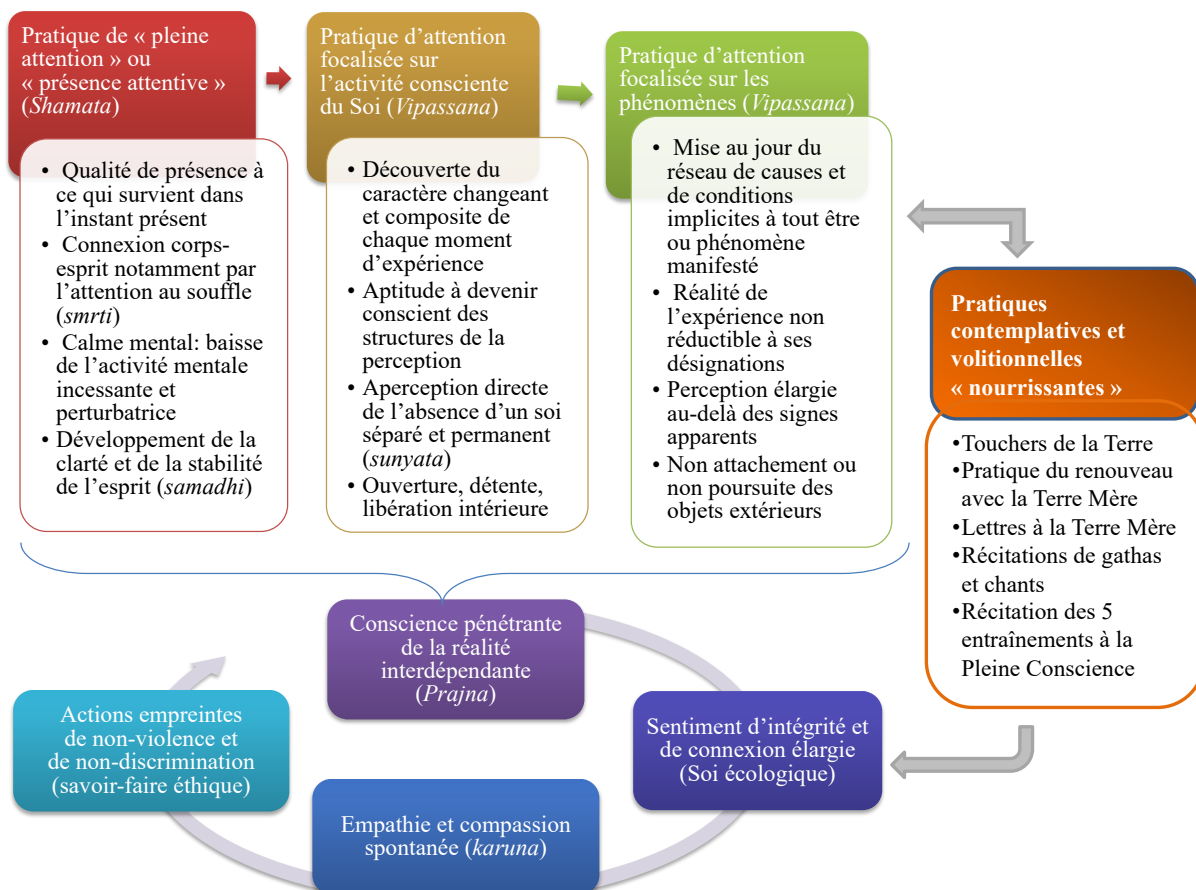 Pratique de « pleine
attention » ou
« présence attentive »
(Shamata)
• Qualité de présence à
ce qui survient dans
l’instant présent
• Connexion corps-
esprit notamment par
l’attention au souffle
(smrti)
• Calme mental: baisse
de l’activité mentale
incessante et
perturbatrice
• Développement de la
clarté et de la stabilité
de l’esprit (samadhi)
Pratique d’attention
focalisée sur
l’activité consciente
du Soi (Vipassana)
• Découverte du
caractère changeant
et composite de
chaque moment
d’expérience
• Aptitude à devenir
conscient des
structures de la
perception
• Aperception directe
de l’absence d’un soi
séparé et permanent
(sunyata)
• Ouverture, détente,
libération intérieure
Pratique d’attention
focalisée sur les
phénomènes (Vipassana)
• Mise au jour du
réseau de causes et
de conditions
implicites à tout être
ou phénomène
manifesté
• Réalité de
l’expérience non
réductible à ses
désignations
• Perception élargie
au-delà des signes
apparents
• Non attachement ou
non poursuite des
objets extérieurs
Pratiques
contemplatives et
volitionnelles
« nourrissantes »
•Touchers de la Terre
•Pratique du renouveau
avec la Terre Mère
•Lettres à la Terre Mère
•Récitations de gathas
et chants
•Récitation des 5
entraînements à la
Pleine Conscience
Conscience pénétrante
de la réalité
interdépendante
(Prajna)
Sentiment d’intégrité et
de connexion élargie
(Soi écologique)
Empathie et compassion
spontanée (karuna)
Actions empreintes
de non-violence et
de non-discrimination
(savoir-faire éthique)